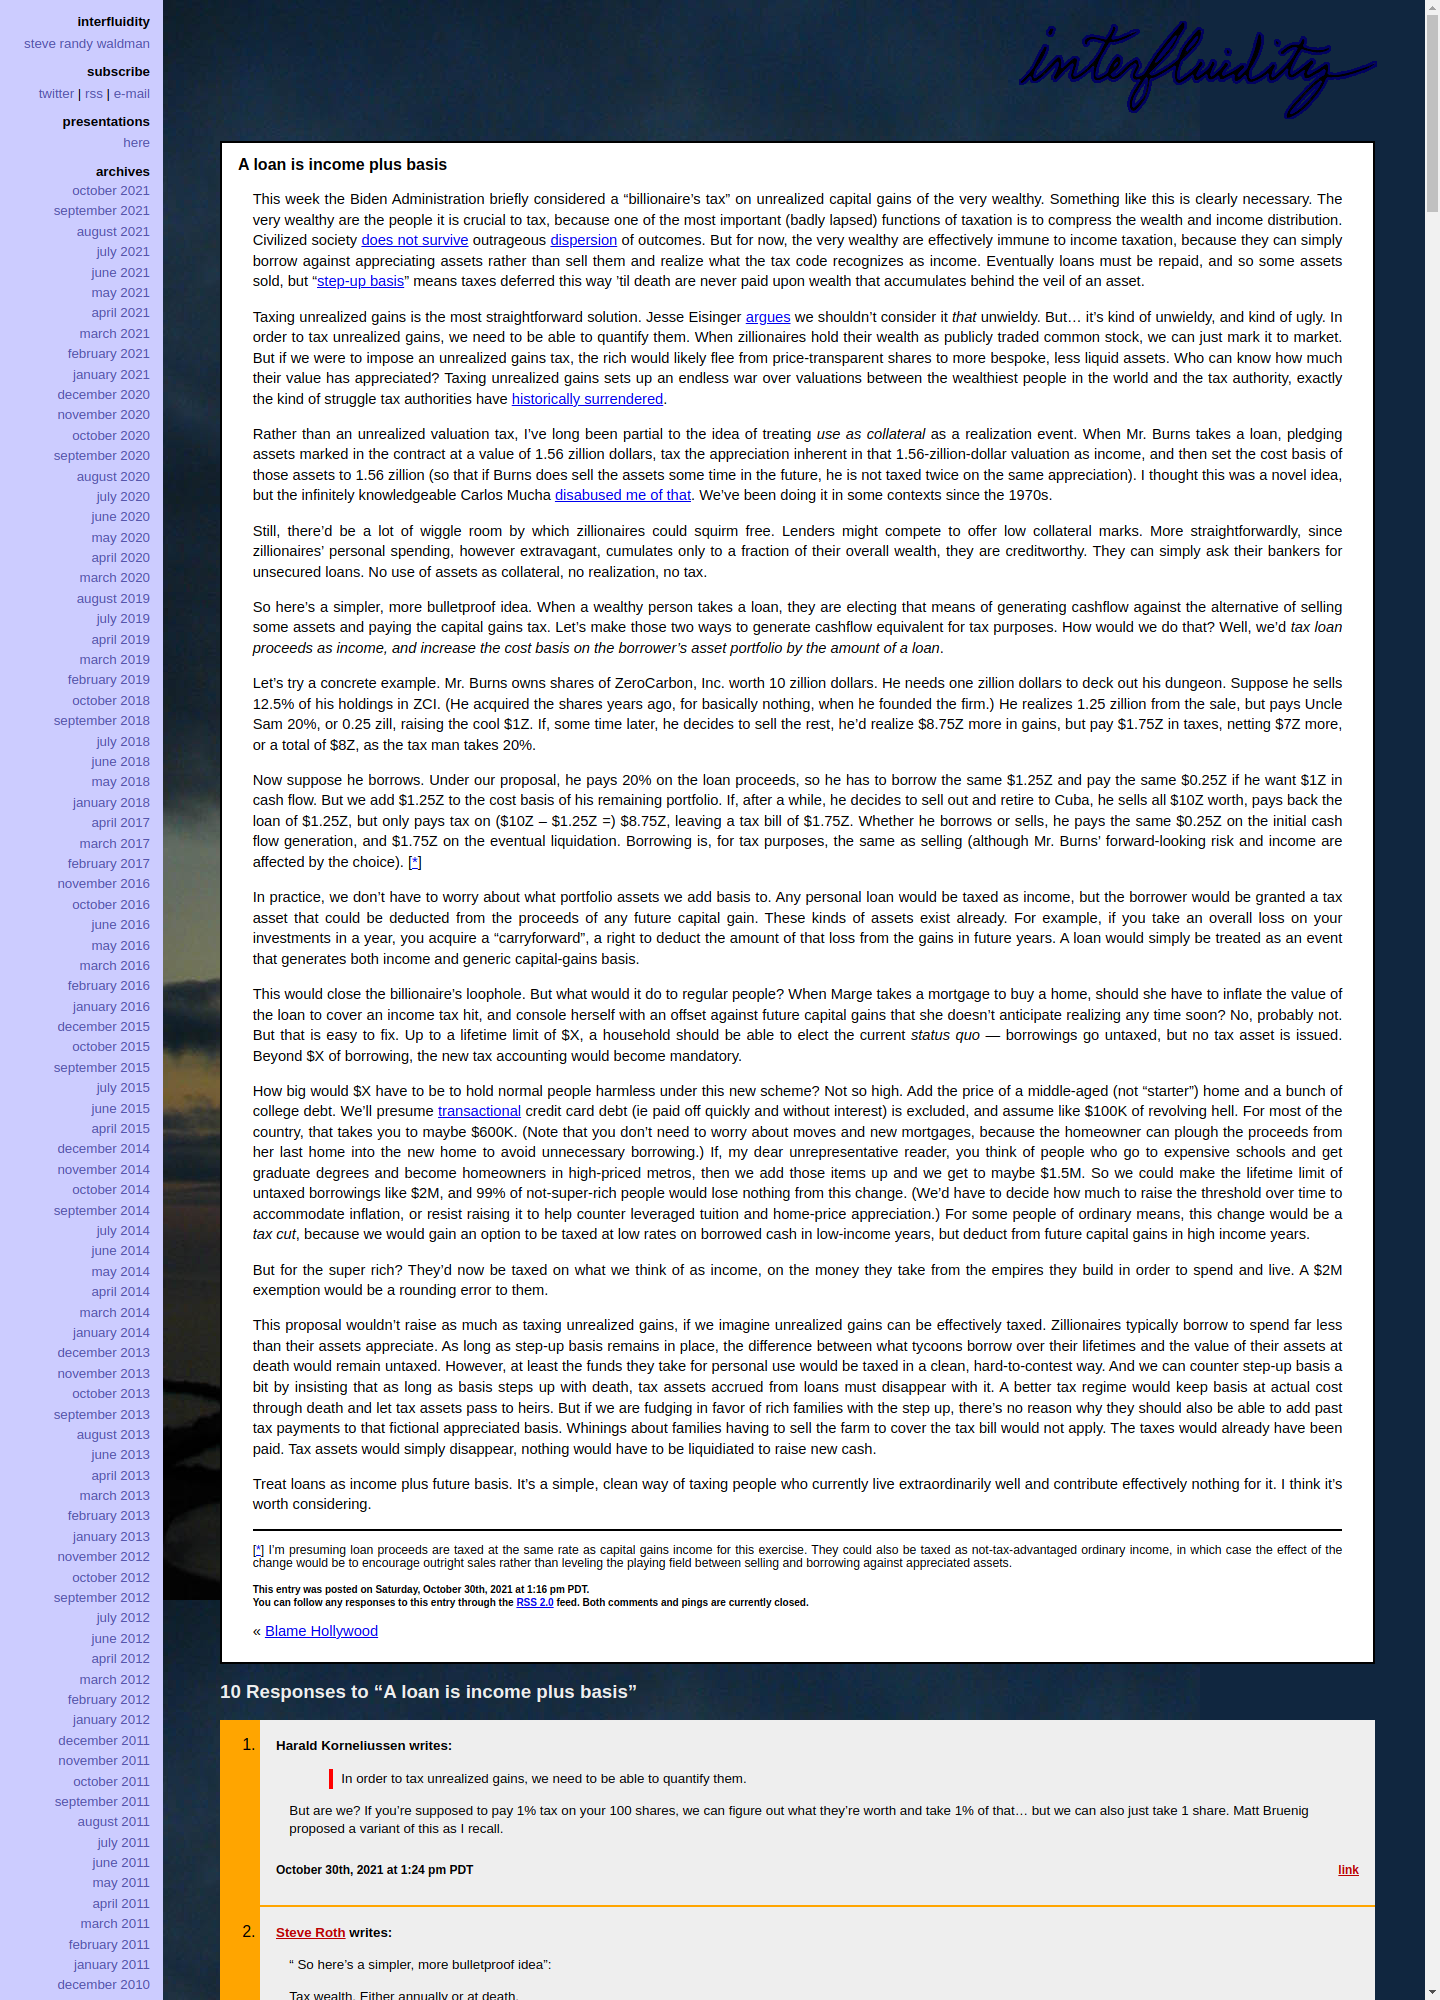 interfluidity
steve randy waldman
subscribe
twitter | rss | e-mail
presentations
here
archives
october 2021
september 2021
august 2021
july 2021
june 2021
may 2021
april 2021
march 2021
february 2021
january 2021
december 2020
november 2020
october 2020
september 2020
august 2020
july 2020
june 2020
may 2020
april 2020
march 2020
august 2019
july 2019
april 2019
march 2019
february 2019
october 2018
september 2018
july 2018
june 2018
may 2018
january 2018
april 2017
march 2017
february 2017
november 2016
october 2016
june 2016
may 2016
march 2016
february 2016
january 2016
december 2015
october 2015
september 2015
july 2015
june 2015
april 2015
december 2014
november 2014
october 2014
september 2014
july 2014
june 2014
may 2014
april 2014
march 2014
january 2014
december 2013
november 2013
october 2013
september 2013
august 2013
june 2013
april 2013
march 2013
february 2013
january 2013
november 2012
october 2012
september 2012
july 2012
june 2012
april 2012
march 2012
february 2012
january 2012
december 2011
november 2011
october 2011
september 2011
august 2011
july 2011
june 2011
may 2011
april 2011
march 2011
february 2011
january 2011
december 2010
interfluidity
A loan is income plus basis
This week the Biden Administration briefly considered a “billionaire’s tax” on unrealized capital gains of the very wealthy. Something like this is clearly necessary. The
very wealthy are the people it is crucial to tax, because one of the most important (badly lapsed) functions of taxation is to compress the wealth and income distribution.
Civilized society does not survive outrageous dispersion of outcomes. But for now, the very wealthy are effectively immune to income taxation, because they can simply
borrow against appreciating assets rather than sell them and realize what the tax code recognizes as income. Eventually loans must be repaid, and so some assets
sold, but “step-up basis” means taxes deferred this way ’til death are never paid upon wealth that accumulates behind the veil of an asset.
Taxing unrealized gains is the most straightforward solution. Jesse Eisinger argues we shouldn’t consider it that unwieldy. But… it’s kind of unwieldy, and kind of ugly. In
order to tax unrealized gains, we need to be able to quantify them. When zillionaires hold their wealth as publicly traded common stock, we can just mark it to market.
But if we were to impose an unrealized gains tax, the rich would likely flee from price-transparent shares to more bespoke, less liquid assets. Who can know how much
their value has appreciated? Taxing unrealized gains sets up an endless war over valuations between the wealthiest people in the world and the tax authority, exactly
the kind of struggle tax authorities have historically surrendered.
Rather than an unrealized valuation tax, I’ve long been partial to the idea of treating use as collateral as a realization event. When Mr. Burns takes a loan, pledging
assets marked in the contract at a value of 1.56 zillion dollars, tax the appreciation inherent in that 1.56-zillion-dollar valuation as income, and then set the cost basis of
those assets to 1.56 zillion (so that if Burns does sell the assets some time in the future, he is not taxed twice on the same appreciation). I thought this was a novel idea,
but the infinitely knowledgeable Carlos Mucha disabused me of that. We’ve been doing it in some contexts since the 1970s.
Still, there’d be a lot of wiggle room by which zillionaires could squirm free. Lenders might compete to offer low collateral marks. More straightforwardly, since
zillionaires’ personal spending, however extravagant, cumulates only to a fraction of their overall wealth, they are creditworthy. They can simply ask their bankers for
unsecured loans. No use of assets as collateral, no realization, no tax.
So here’s a simpler, more bulletproof idea. When a wealthy person takes a loan, they are electing that means of generating cashflow against the alternative of selling
some assets and paying the capital gains tax. Let’s make those two ways to generate cashflow equivalent for tax purposes. How would we do that? Well, we’d tax loan
proceeds as income, and increase the cost basis on the borrower’s asset portfolio by the amount of a loan.
Let’s try a concrete example. Mr. Burns owns shares of ZeroCarbon, Inc. worth 10 zillion dollars. He needs one zillion dollars to deck out his dungeon. Suppose he sells
12.5% of his holdings in ZCI. (He acquired the shares years ago, for basically nothing, when he founded the firm.) He realizes 1.25 zillion from the sale, but pays Uncle
Sam 20%, or 0.25 zill, raising the cool $1Z. If, some time later, he decides to sell the rest, he’d realize $8.75Z more in gains, but pay $1.75Z in taxes, netting $7Z more,
or a total of $8Z, as the tax man takes 20%.
Now suppose he borrows. Under our proposal, he pays 20% on the loan proceeds, so he has to borrow the same $1.25Z and pay the same $0.25Z if he want $1Z in
cash flow. But we add $1.25Z to the cost basis of his remaining portfolio. If, after a while, he decides to sell out and retire to Cuba, he sells all $10Z worth, pays back the
loan of $1.25Z, but only pays tax on ($10Z – $1.25Z =) $8.75Z, leaving a tax bill of $1.75Z. Whether he borrows or sells, he pays the same $0.25Z on the initial cash
flow generation, and $1.75Z on the eventual liquidation. Borrowing is, for tax purposes, the same as selling (although Mr. Burns’ forward-looking risk and income are
affected by the choice). [*]
In practice, we don’t have to worry about what portfolio assets we add basis to. Any personal loan would be taxed as income, but the borrower would be granted a tax
asset that could be deducted from the proceeds of any future capital gain. These kinds of assets exist already. For example, if you take an overall loss on your
investments in a year, you acquire a “carryforward”, a right to deduct the amount of that loss from the gains in future years. A loan would simply be treated as an event
that generates both income and generic capital-gains basis.
This would close the billionaire’s loophole. But what would it do to regular people? When Marge takes a mortgage to buy a home, should she have to inflate the value of
the loan to cover an income tax hit, and console herself with an offset against future capital gains that she doesn’t anticipate realizing any time soon? No, probably not.
But that is easy to fix. Up to a lifetime limit of $X, a household should be able to elect the current status quo — borrowings go untaxed, but no tax asset is issued.
Beyond $X of borrowing, the new tax accounting would become mandatory.
How big would $X have to be to hold normal people harmless under this new scheme? Not so high. Add the price of a middle-aged (not “starter”) home and a bunch of
college debt. We’ll presume transactional credit card debt (ie paid off quickly and without interest) is excluded, and assume like $100K of revolving hell. For most of the
country, that takes you to maybe $600K. (Note that you don’t need to worry about moves and new mortgages, because the homeowner can plough the proceeds from
her last home into the new home to avoid unnecessary borrowing.) If, my dear unrepresentative reader, you think of people who go to expensive schools and get
graduate degrees and become homeowners in high-priced metros, then we add those items up and we get to maybe $1.5M. So we could make the lifetime limit of
untaxed borrowings like $2M, and 99% of not-super-rich people would lose nothing from this change. (We’d have to decide how much to raise the threshold over time to
accommodate inflation, or resist raising it to help counter leveraged tuition and home-price appreciation.) For some people of ordinary means, this change would be a
tax cut, because we would gain an option to be taxed at low rates on borrowed cash in low-income years, but deduct from future capital gains in high income years.
But for the super rich? They’d now be taxed on what we think of as income, on the money they take from the empires they build in order to spend and live. A $2M
exemption would be a rounding error to them.
This proposal wouldn’t raise as much as taxing unrealized gains, if we imagine unrealized gains can be effectively taxed. Zillionaires typically borrow to spend far less
than their assets appreciate. As long as step-up basis remains in place, the difference between what tycoons borrow over their lifetimes and the value of their assets at
death would remain untaxed. However, at least the funds they take for personal use would be taxed in a clean, hard-to-contest way. And we can counter step-up basis a
bit by insisting that as long as basis steps up with death, tax assets accrued from loans must disappear with it. A better tax regime would keep basis at actual cost
through death and let tax assets pass to heirs. But if we are fudging in favor of rich families with the step up, there’s no reason why they should also be able to add past
tax payments to that fictional appreciated basis. Whinings about families having to sell the farm to cover the tax bill would not apply. The taxes would already have been
paid. Tax assets would simply disappear, nothing would have to be liquidiated to raise new cash.
Treat loans as income plus future basis. It’s a simple, clean way of taxing people who currently live extraordinarily well and contribute effectively nothing for it. I think it’s
worth considering.
[*] I’m presuming loan proceeds are taxed at the same rate as capital gains income for this exercise. They could also be taxed as not-tax-advantaged ordinary income, in which case the effect of the
change would be to encourage outright sales rather than leveling the playing field between selling and borrowing against appreciated assets.
This entry was posted on Saturday, October 30th, 2021 at 1:16 pm PDT.
You can follow any responses to this entry through the RSS 2.0 feed. Both comments and pings are currently closed.
« Blame Hollywood
10 Responses to “A loan is income plus basis”
1. Harald Korneliussen writes:
In order to tax unrealized gains, we need to be able to quantify them.
But are we? If you’re supposed to pay 1% tax on your 100 shares, we can figure out what they’re worth and take 1% of that… but we can also just take 1 share. Matt Bruenig
proposed a variant of this as I recall.
October 30th, 2021 at 1:24 pm PDT link
2. Steve Roth writes:
“ So here’s a simpler, more bulletproof idea”:
Tax wealth. Either annually or at death.